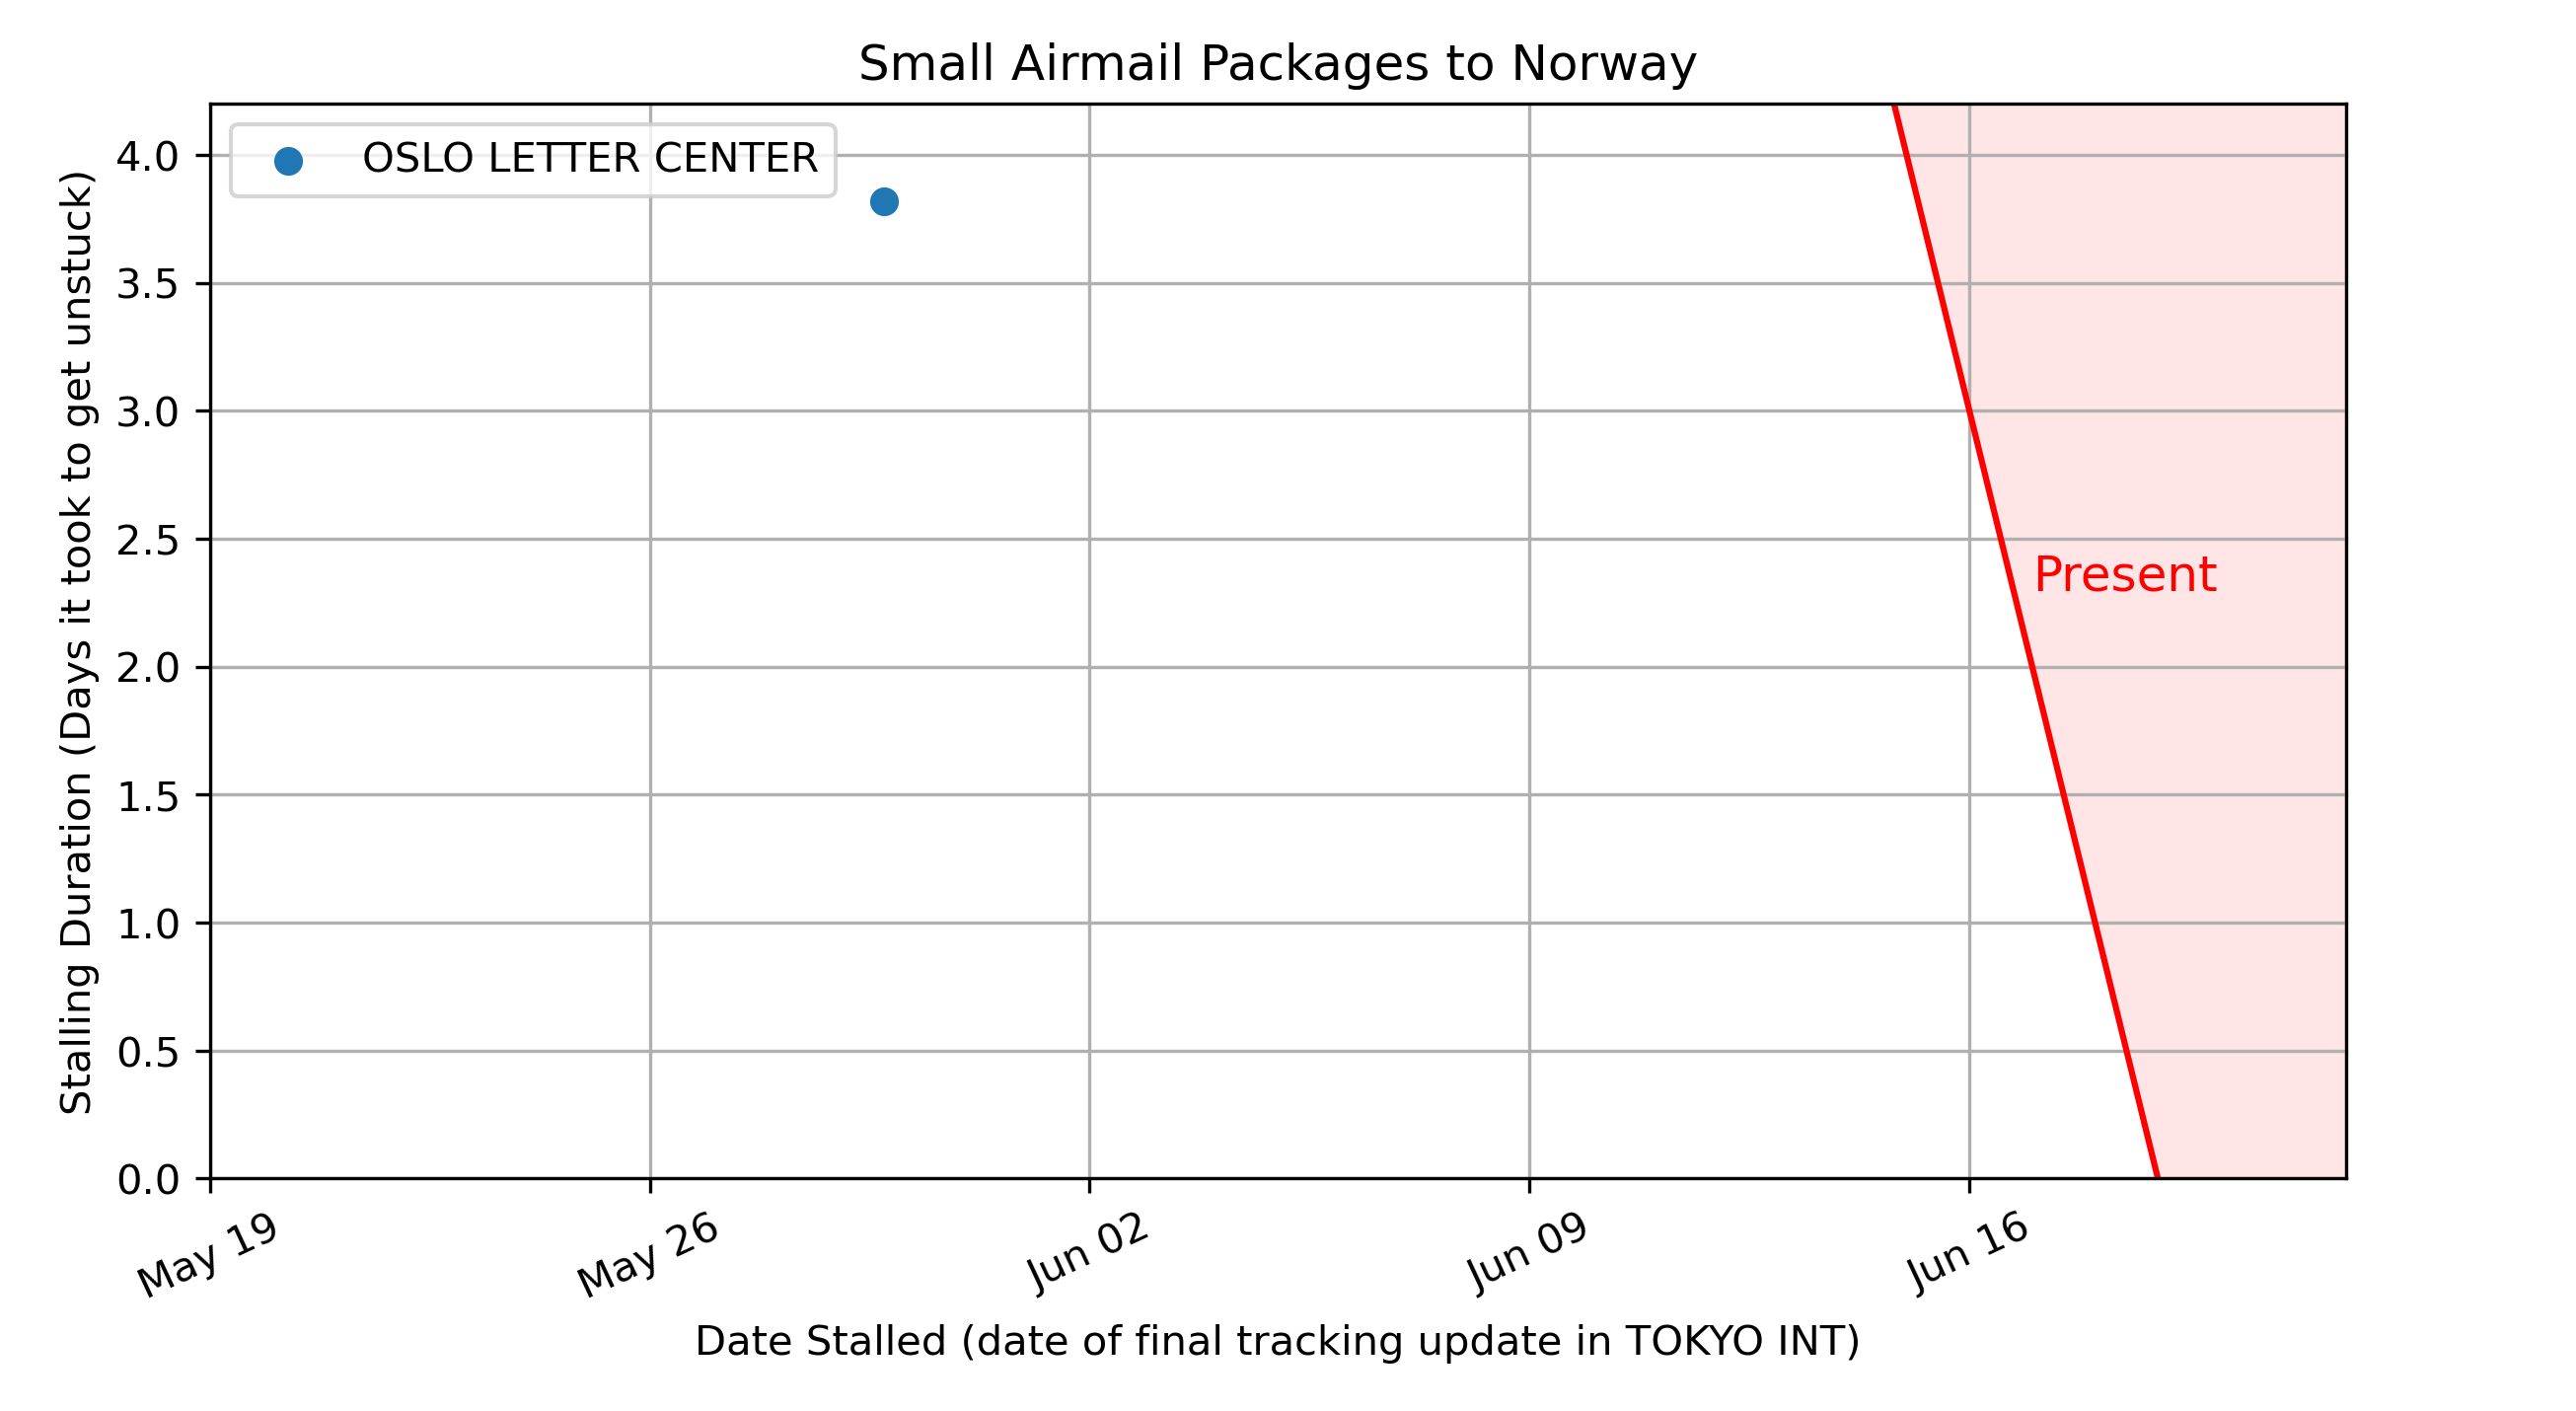 Small Airmail Packages to Norway
OSLO LETTER CENTER
Stalling Duration (Days it took to get unstuck)
4.0
3.5
3.0
2.5
2.0
1.5
1.0
0.5
0.0
Present
May 19
May 26
Jun 02
Jun 09
Jun 16
Date Stalled (date of final tracking update in TOKYO INT)